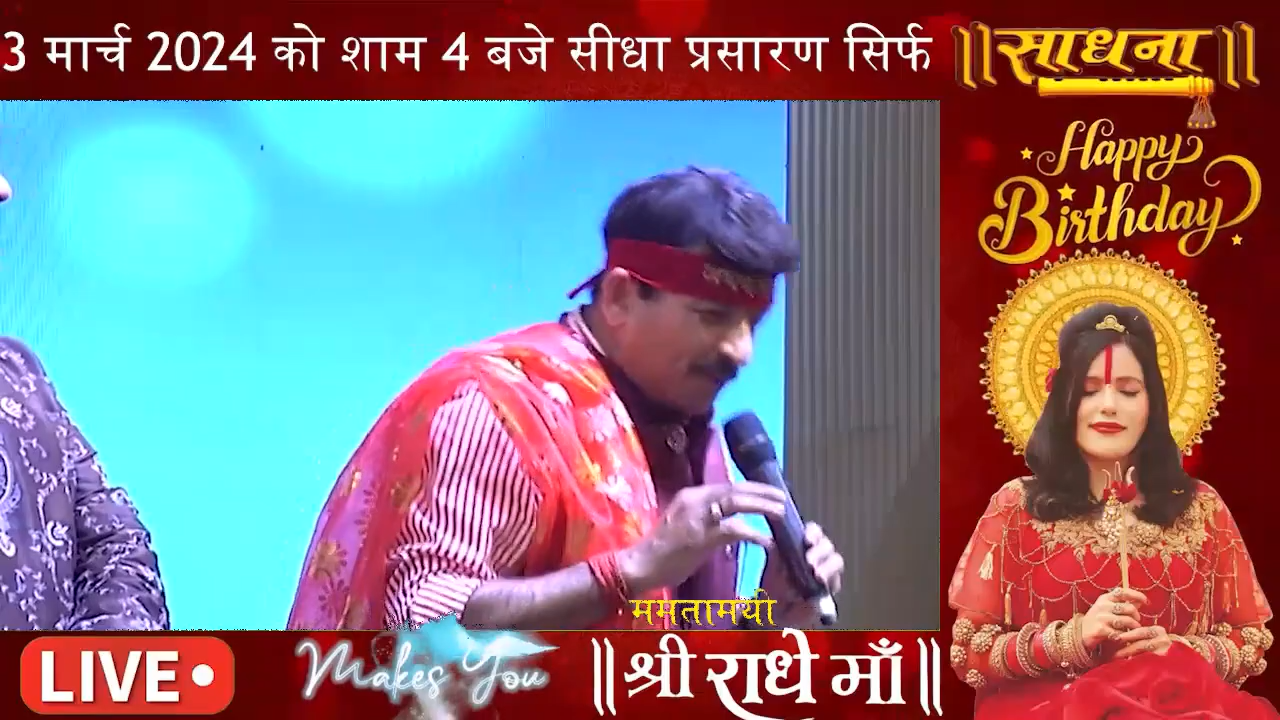 3 मार्च 2024 को शाम 4 बजे सीधा प्रसारण सिर्फ
॥साधना॥
Happy
Birthday
ममतामयी
LIVE
Makes You
॥श्री राधे माँ॥